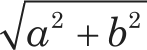 √(a² + b²)